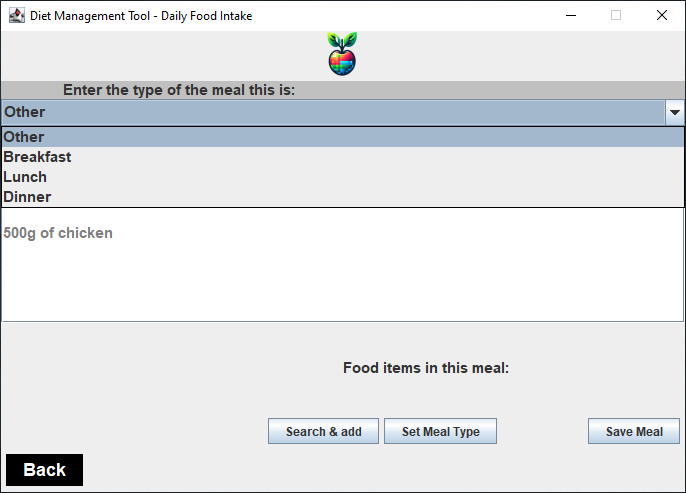 Diet Management Tool - Daily Food Intake
Enter the type of the meal this is:
Other
Other
Breakfast
Lunch
Dinner
500g of chicken
Food items in this meal:
Search & add
Set Meal Type
Save Meal
Back